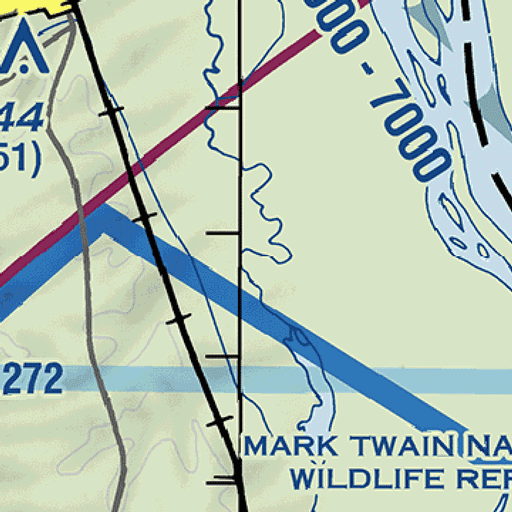 000 - 7000
44
51)
272
MARK TWAIN NA
WILDLIFE REF